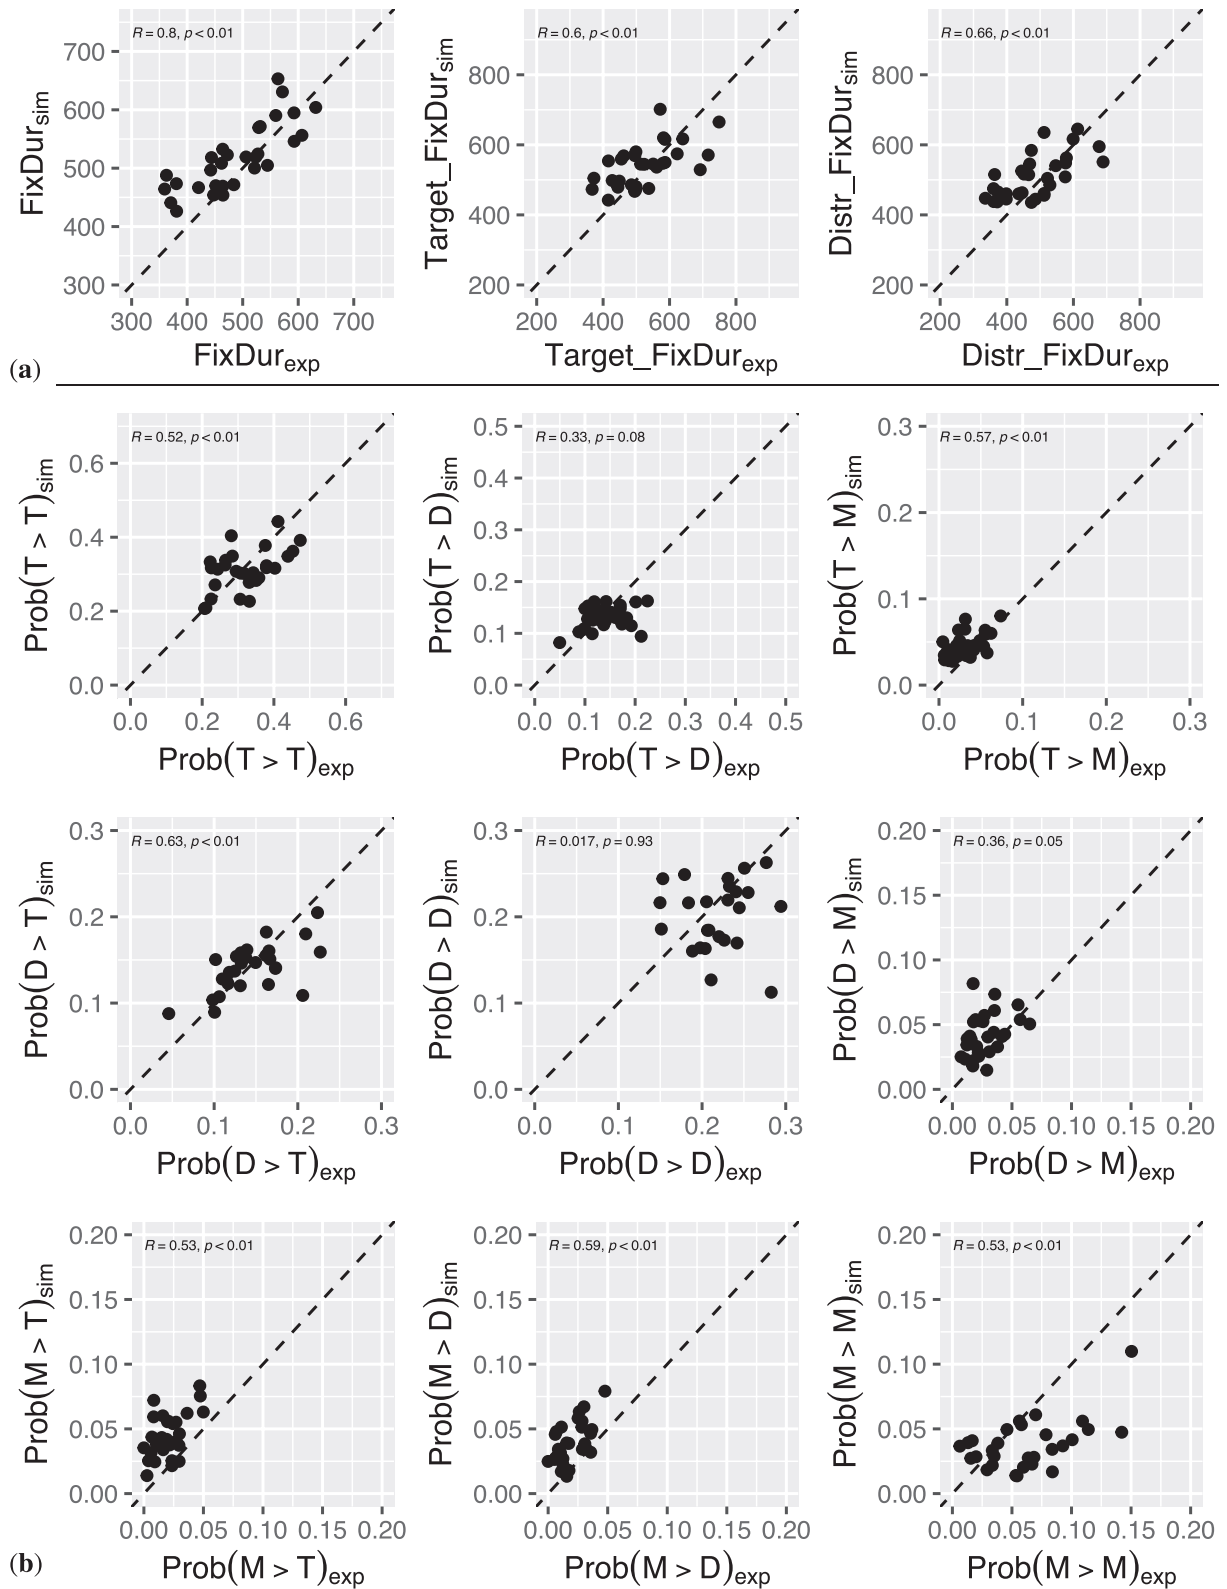 R = 0.8, p < 0.01
700
600
500
400
300
FixDur_sim
300 400 500 600 700
FixDur_exp
R = 0.6, p < 0.01
800
600
400
200
Target_FixDur_sim
200 400 600 800
Target_FixDur_exp
R = 0.66, p < 0.01
800
600
400
200
Distr_FixDur_sim
200 400 600 800
Distr_FixDur_exp
(a)
R = 0.52, p < 0.01
0.6
0.4
0.2
0.0
Prob(T > T)_sim
0.0 0.2 0.4 0.6
Prob(T > T)_exp
R = 0.33, p = 0.08
0.5
0.4
0.3
0.2
0.1
0.0
Prob(T > D)_sim
0.0 0.1 0.2 0.3 0.4 0.5
Prob(T > D)_exp
R = 0.57, p < 0.01
0.3
0.2
0.1
0.0
Prob(T > M)_sim
0.0 0.1 0.2 0.3
Prob(T > M)_exp
R = 0.63, p < 0.01
0.3
0.2
0.1
0.0
Prob(D > T)_sim
0.0 0.1 0.2 0.3
Prob(D > T)_exp
R = 0.017, p = 0.93
0.3
0.2
0.1
0.0
Prob(D > D)_sim
0.0 0.1 0.2 0.3
Prob(D > D)_exp
R = 0.36, p = 0.05
0.20
0.15
0.10
0.05
0.00
Prob(D > M)_sim
0.00 0.05 0.10 0.15 0.20
Prob(D > M)_exp
R = 0.53, p < 0.01
0.20
0.15
0.10
0.05
0.00
Prob(M > T)_sim
0.00 0.05 0.10 0.15 0.20
Prob(M > T)_exp
R = 0.59, p < 0.01
0.20
0.15
0.10
0.05
0.00
Prob(M > D)_sim
0.00 0.05 0.10 0.15 0.20
Prob(M > D)_exp
R = 0.53, p < 0.01
0.20
0.15
0.10
0.05
0.00
Prob(M > M)_sim
0.00 0.05 0.10 0.15 0.20
Prob(M > M)_exp
(b)